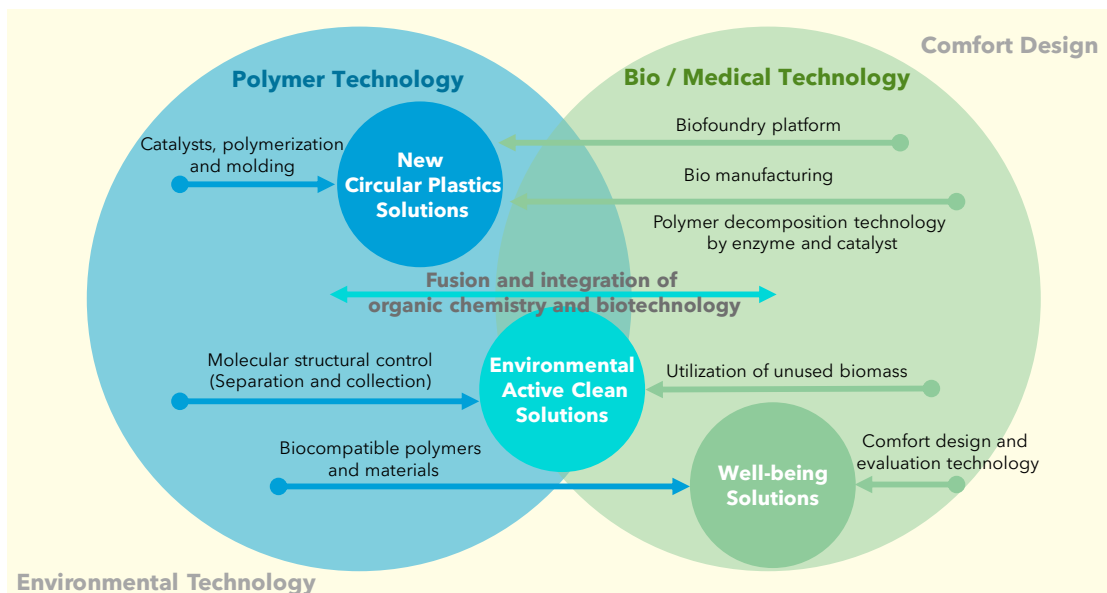 Comfort Design
Polymer Technology
Bio / Medical Technology
Catalysts, polymerization
and molding
New
Circular Plastics
Solutions
Biofoundry platform
Bio manufacturing
Polymer decomposition technology
by enzyme and catalyst
Fusion and integration of
organic chemistry and biotechnology
Molecular structural control
(Separation and collection)
Environmental
Active Clean
Solutions
Utilization of unused biomass
Biocompatible polymers
and materials
Well-being
Solutions
Comfort design and
evaluation technology
Environmental Technology